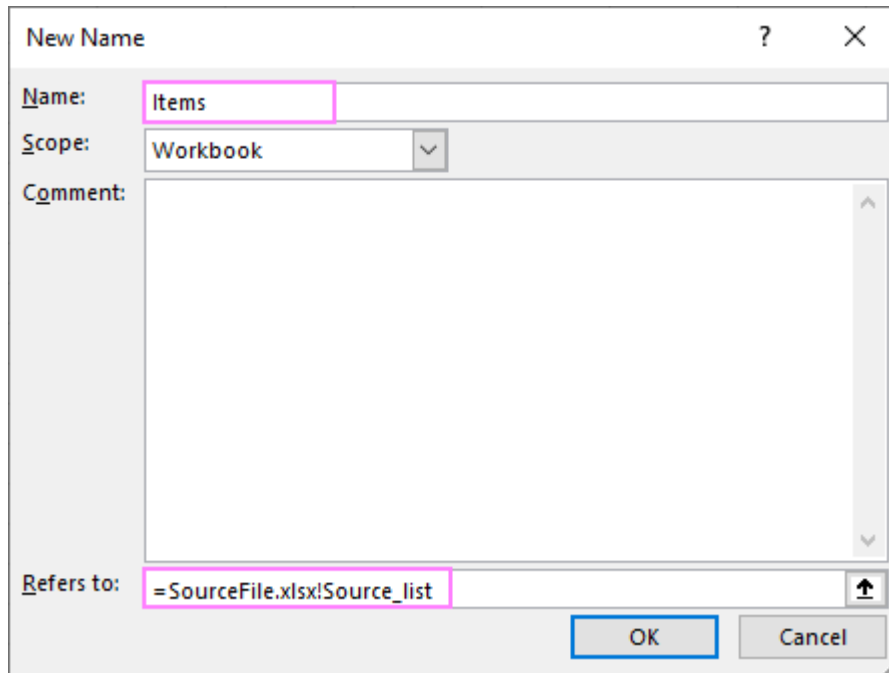 New Name ?
Name: Items
Scope: Workbook
Comment:
Refers to: =SourceFile.xlsx!Source_list
OK Cancel